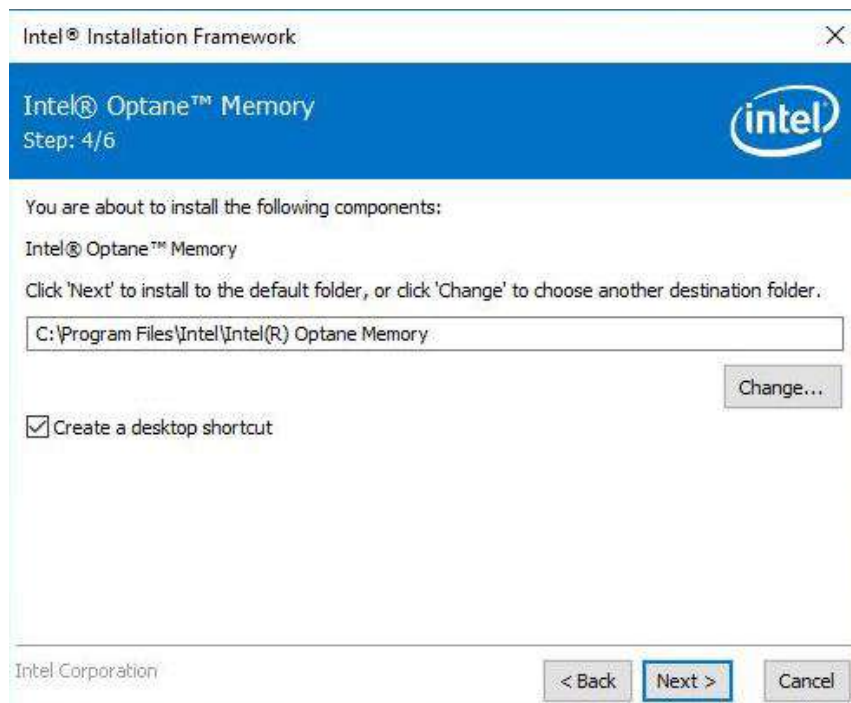 Intel® Installation Framework
Intel® Optane™ Memory
Step: 4/6
intel
You are about to install the following components:
Intel® Optane™ Memory
Click 'Next' to install to the default folder, or click 'Change' to choose another destination folder.
C:\Program Files\Intel\Intel(R) Optane Memory
Change...
Create a desktop shortcut
Intel Corporation
< Back Next > Cancel